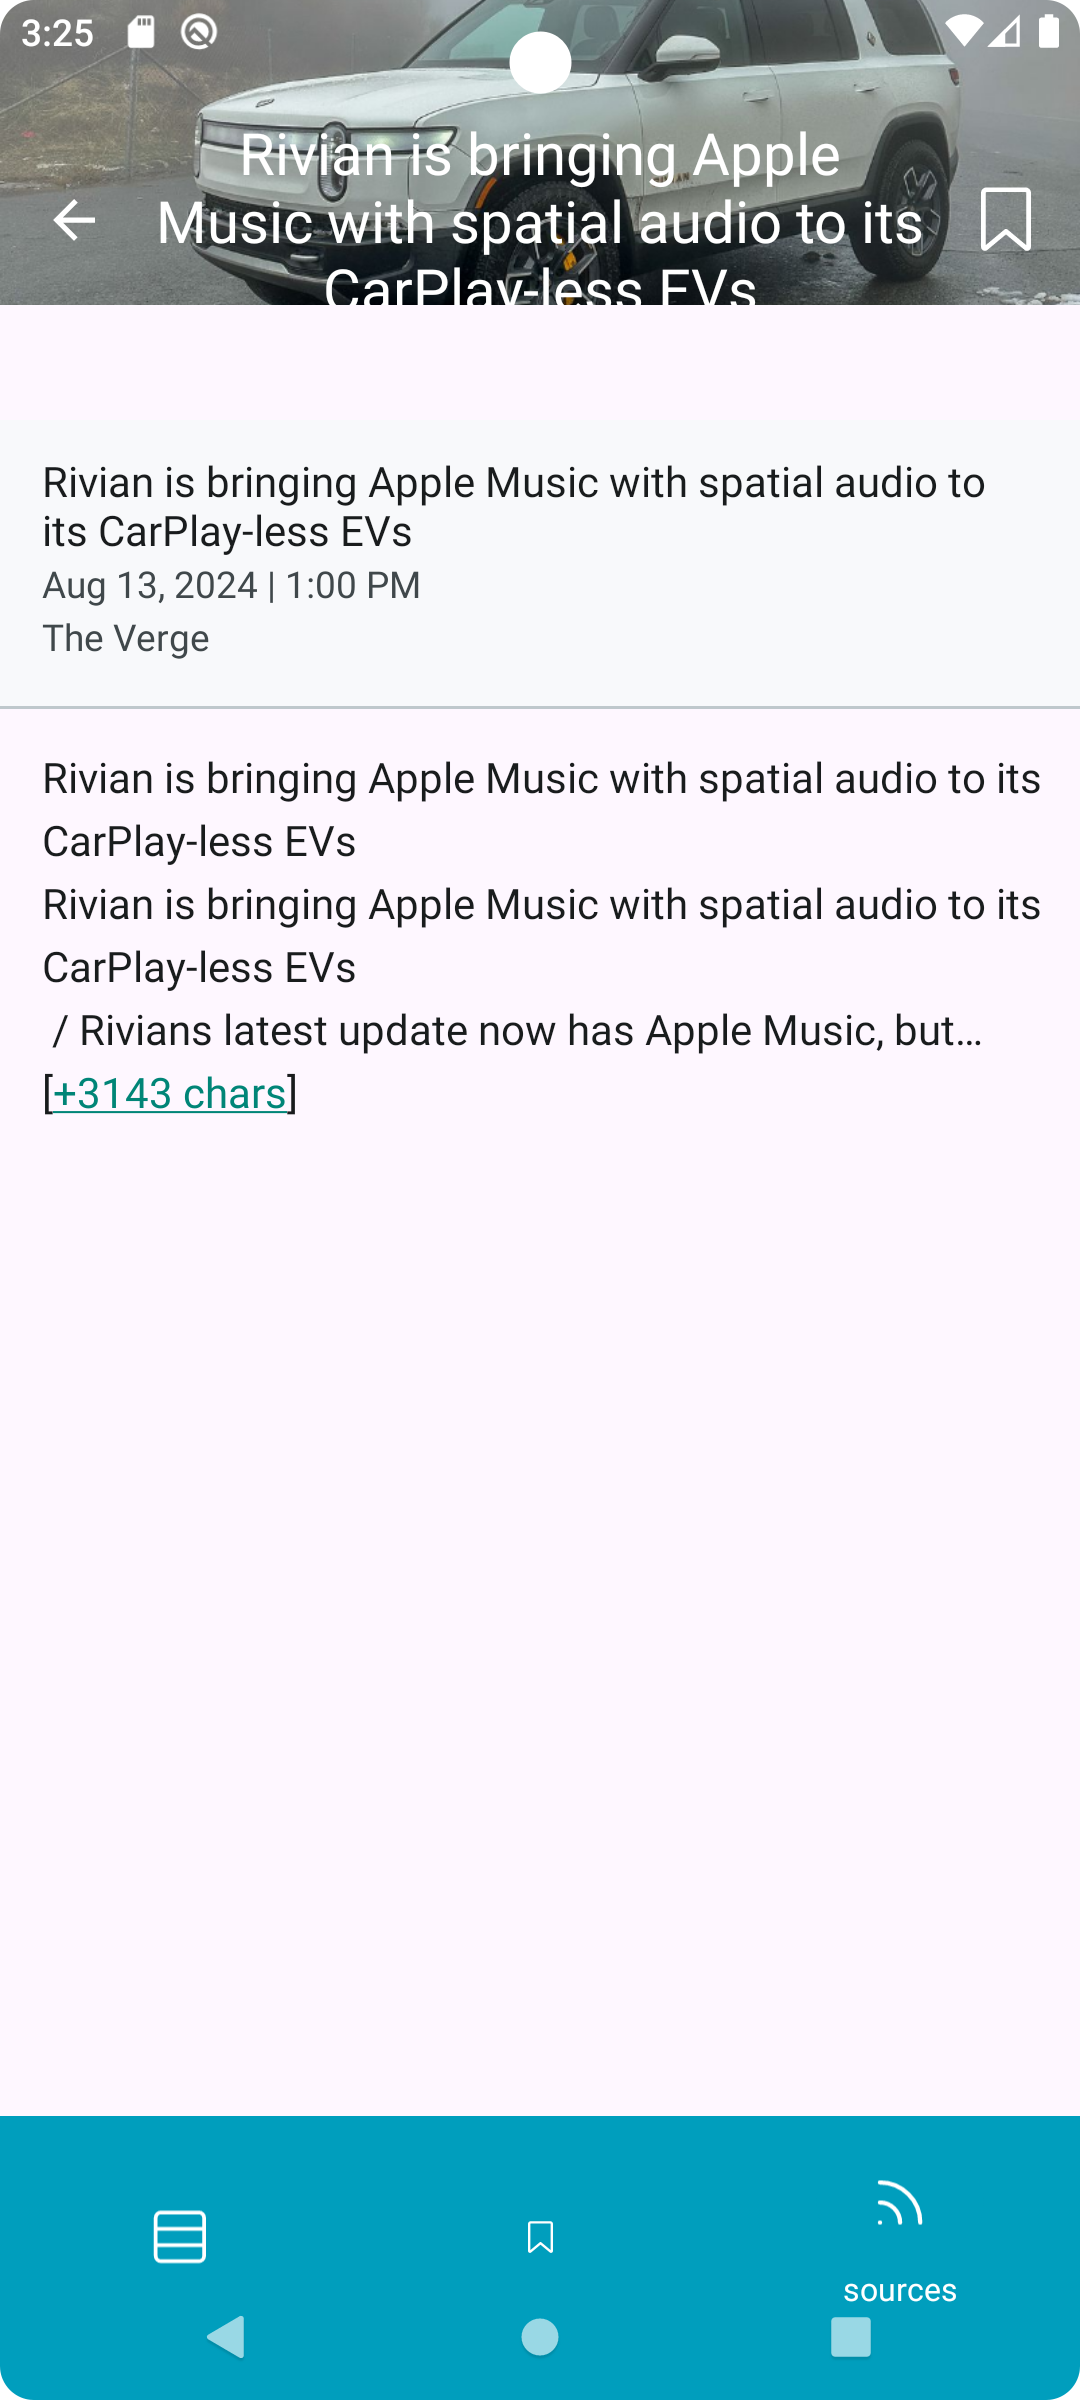 3:25
Rivian is bringing Apple
Music with spatial audio to its
CarPlay-less EVs
Rivian is bringing Apple Music with spatial audio to
its CarPlay-less EVs
Aug 13, 2024 | 1:00 PM
The Verge
Rivian is bringing Apple Music with spatial audio to its
CarPlay-less EVs
Rivian is bringing Apple Music with spatial audio to its
CarPlay-less EVs
/ Rivians latest update now has Apple Music, but…
[+3143 chars]
sources